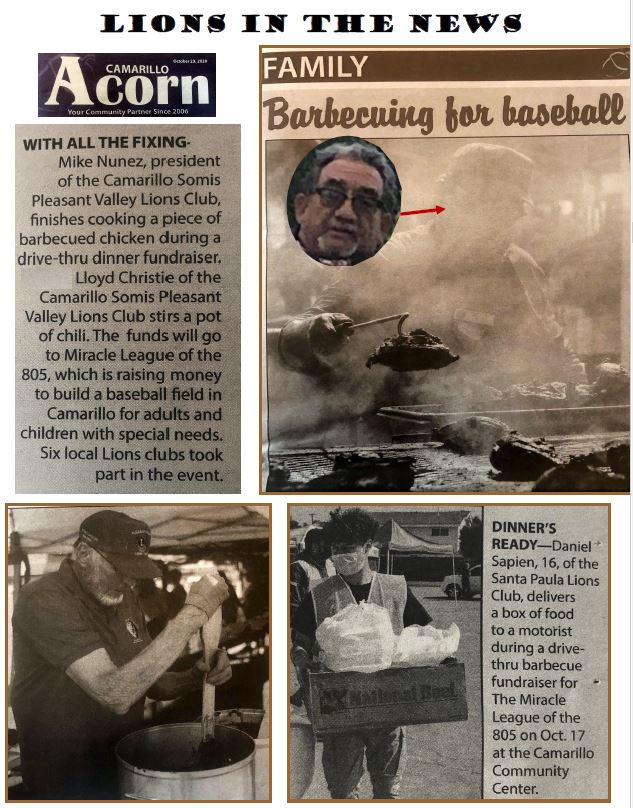 LIONS IN THE NEWS
October 23, 2020
CAMARILLO
Acorn
Your Community Partner Since 2006
FAMILY
Barbecuing for baseball
WITH ALL THE FIXING-
Mike Nunez, president
of the Camarillo Somis
Pleasant Valley Lions Club,
finishes cooking a piece of
barbecued chicken during a
drive-thru dinner fundraiser.
Lloyd Christie of the
Camarillo Somis Pleasant
Valley Lions Club stirs a pot
of chili. The funds will go
to Miracle League of the
805, which is raising money
to build a baseball field in
Camarillo for adults and
children with special needs.
Six local Lions clubs took
part in the event.
National Beef
DINNER'S
READY—Daniel
Sapien, 16, of the
Santa Paula Lions
Club, delivers
a box of food
to a motorist
during a drive-
thru barbecue
fundraiser for
The Miracle
League of the
805 on Oct. 17
at the Camarillo
Community
Center.